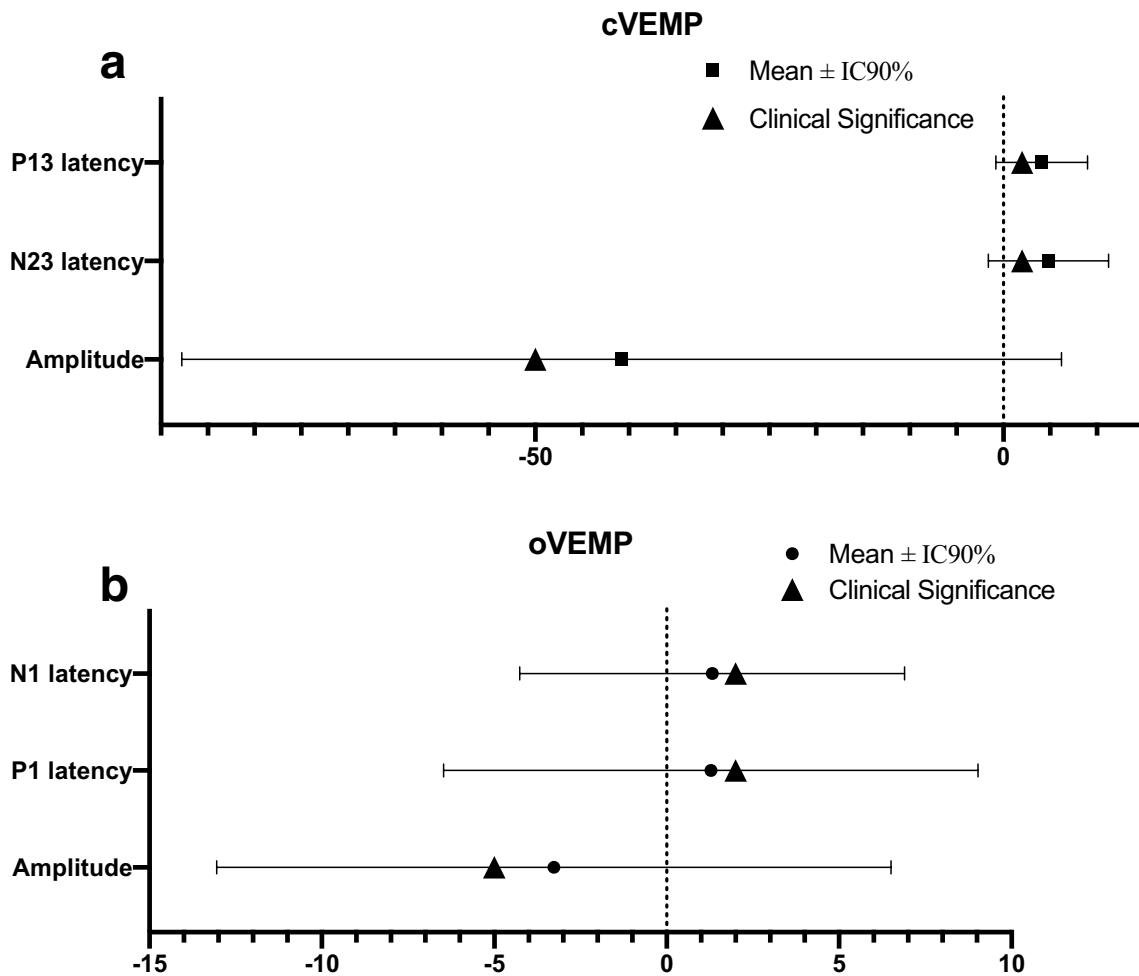 cVEMP
a
Mean ± IC90%
Clinical Significance
P13 latency
N23 latency
Amplitude
-50 0
oVEMP
b
Mean ± IC90%
Clinical Significance
N1 latency
P1 latency
Amplitude
-15 -10 -5 0 5 10